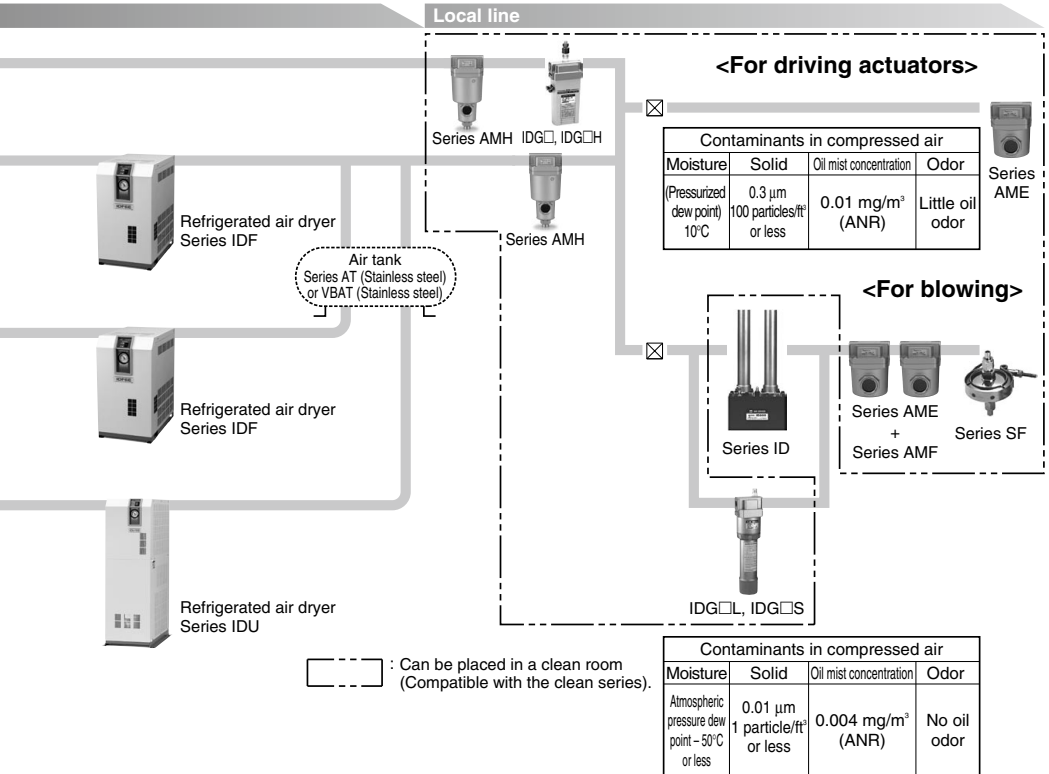 Local line
<For driving actuators>
Series AMH
IDG□, IDG□H
Series AMH
Series
AME
Contaminants in compressed air
Moisture Solid Oil mist concentration Odor
(Pressurized
dew point)
10°C
0.3 μm
100 particles/ft³
or less
0.01 mg/m³
(ANR)
Little oil
odor
Refrigerated air dryer
Series IDF
Air tank
Series AT (Stainless steel)
or VBAT (Stainless steel)
<For blowing>
Refrigerated air dryer
Series IDF
Series ID
Series AME
+
Series AMF
Series SF
IDG□L, IDG□S
Refrigerated air dryer
Series IDU
: Can be placed in a clean room
(Compatible with the clean series).
Contaminants in compressed air
Moisture Solid Oil mist concentration Odor
Atmospheric
pressure dew
point – 50°C
or less
0.01 μm
1 particle/ft³
or less
0.004 mg/m³
(ANR)
No oil
odor